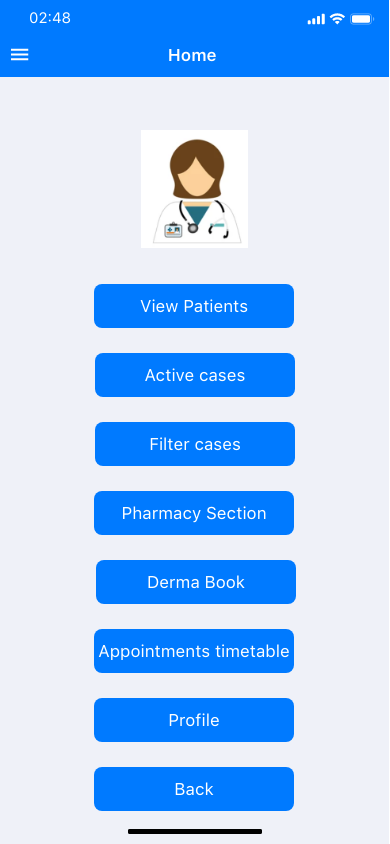 02:48
Home
View Patients
Active cases
Filter cases
Pharmacy Section
Derma Book
Appointments timetable
Profile
Back